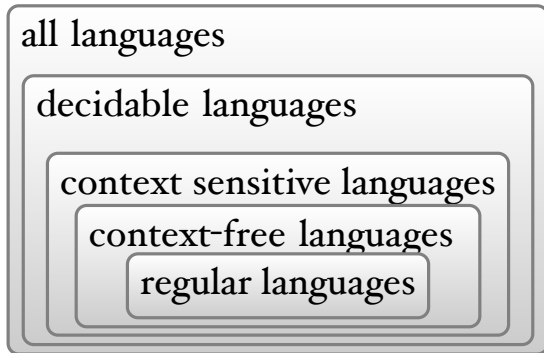 all languages
decidable languages
context sensitive languages
context-free languages
regular languages